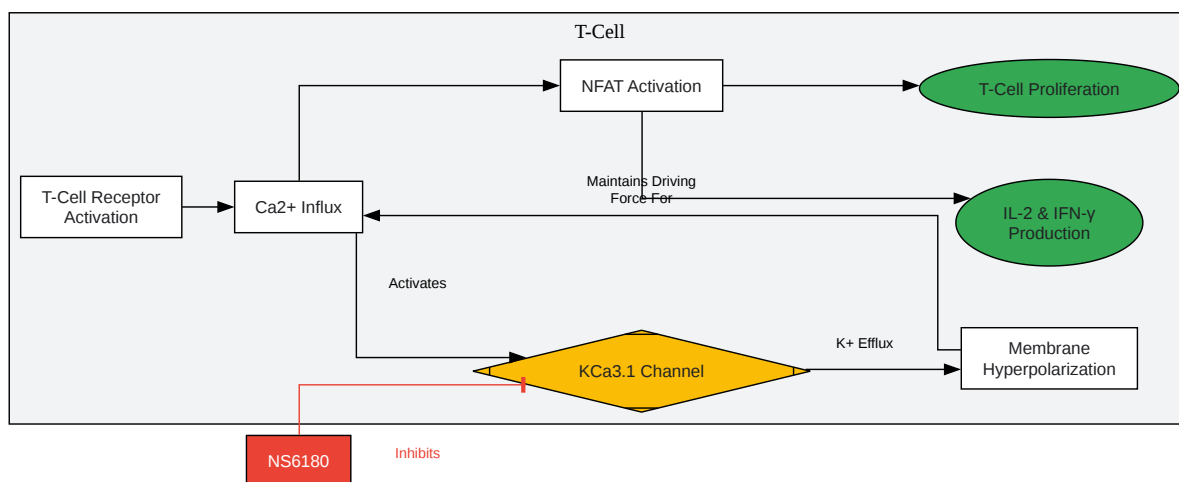 T-Cell
NFAT Activation
T-Cell Proliferation
T-Cell Receptor
Activation
Ca2+ Influx
Maintains Driving
Force For
IL-2 & IFN-γ
Production
Activates
KCa3.1 Channel
K+ Efflux
Membrane
Hyperpolarization
NS6180
Inhibits